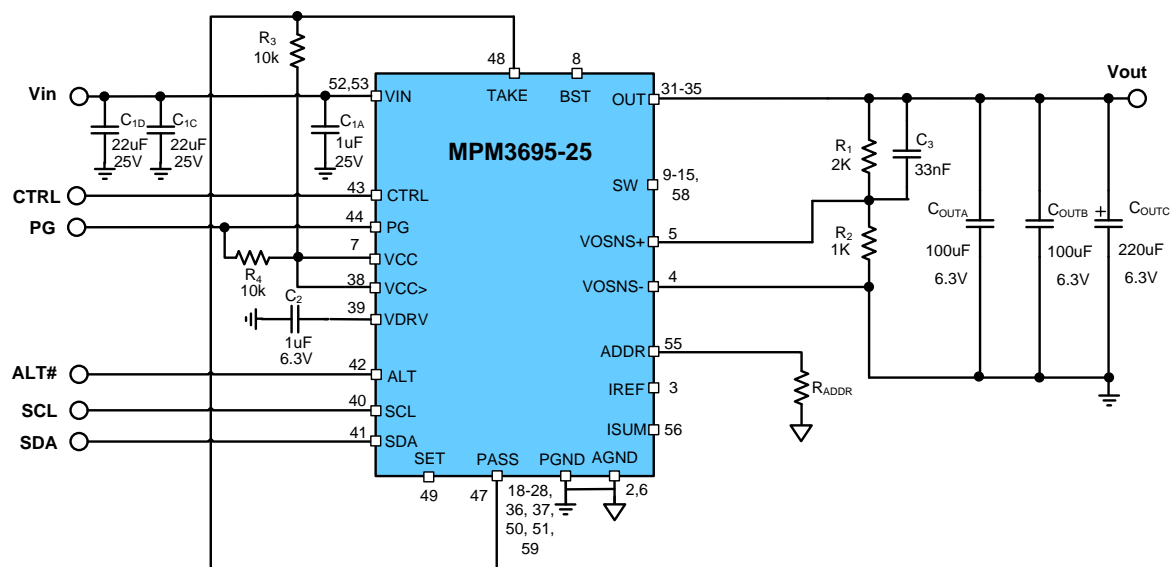 R3
10k
48
8
Vin
52,53
VIN
TAKE
BST
OUT
31-35
Vout
C1D
22uF
25V
C1C
22uF
25V
C1A
1uF
25V
MPM3695-25
R1
2K
C3
33nF
CTRL
43
CTRL
SW
9-15,
58
PG
44
PG
7
VCC
VOSNS+
5
R2
1K
COUTA
100uF
6.3V
COUTB
100uF
6.3V
+
COUTC
220uF
6.3V
R4
10k
38
VCC>
VOSNS-
4
C2
1uF
6.3V
39
VDRV
ADDR
55
RADDR
ALT#
42
ALT
IREF
3
SCL
40
SCL
ISUM
56
SDA
41
SDA
SET
PASS
PGND
AGND
49
47
18-28,
36, 37,
50, 51,
59
2,6